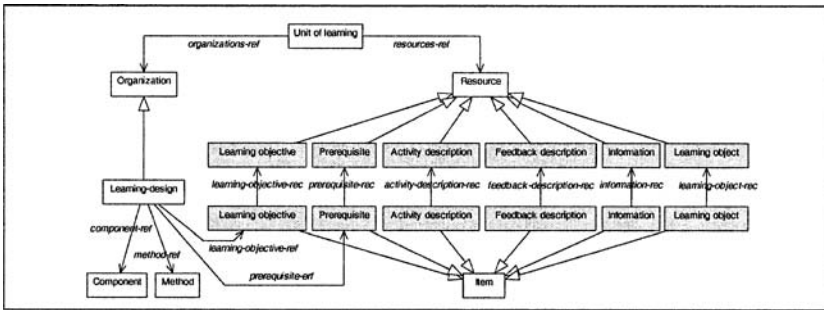 Unit of learning
organizations-ref
resources-ref
Organization
Resource
Learning objective
Prerequisite
Activity description
Feedback description
Information
Learning object
Learning-design
learning-objective-rec
prerequisite-rec
activity-description-rec
feedback-description-rec
information-rec
learning-object-rec
Learning objective
Prerequisite
Activity description
Feedback description
Information
Learning object
component-ref
learning-objective-ref
method-ref
prerequisite-erf
Component
Method
Item